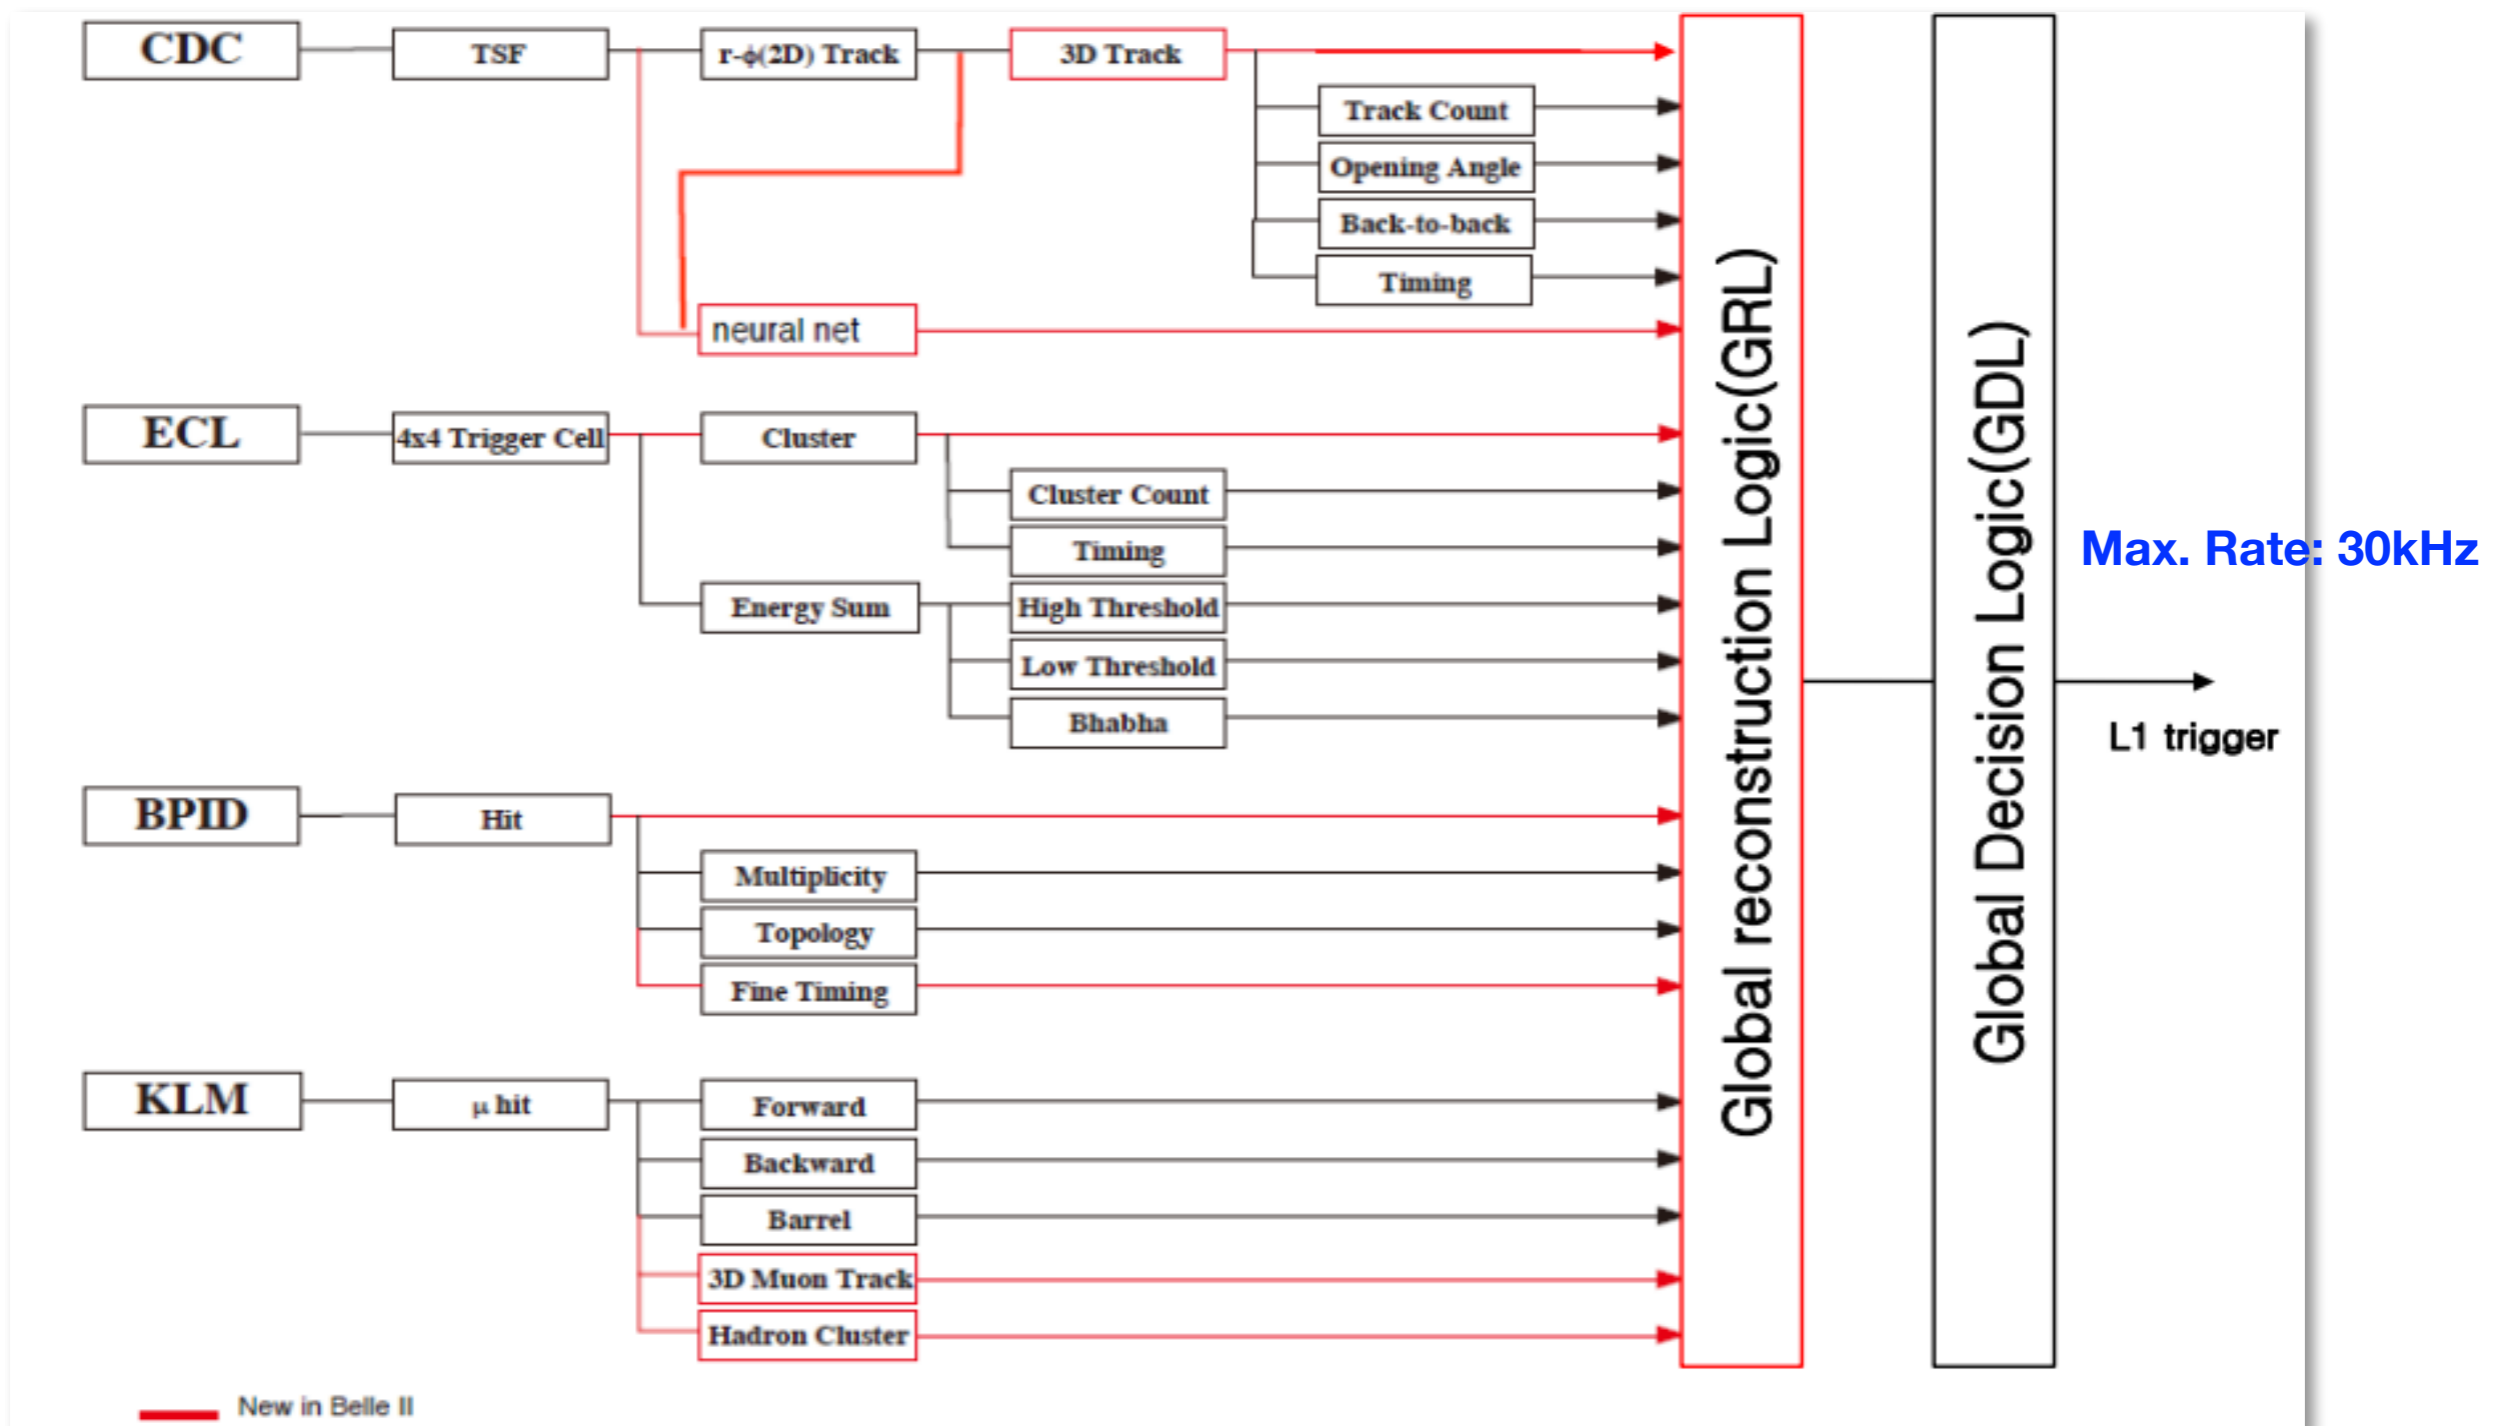 CDC
TSF
r-ϕ(2D) Track
3D Track
Track Count
Opening Angle
Back-to-back
Timing
neural net
ECL
4x4 Trigger Cell
Cluster
Cluster Count
Timing
Energy Sum
High Threshold
Low Threshold
Bhabha
BPID
Hit
Multiplicity
Topology
Fine Timing
KLM
μ hit
Forward
Backward
Barrel
3D Muon Track
Hadron Cluster
Global reconstruction Logic(GRL)
Global Decision Logic(GDL)
Max. Rate: 30kHz
L1 trigger
New in Belle II